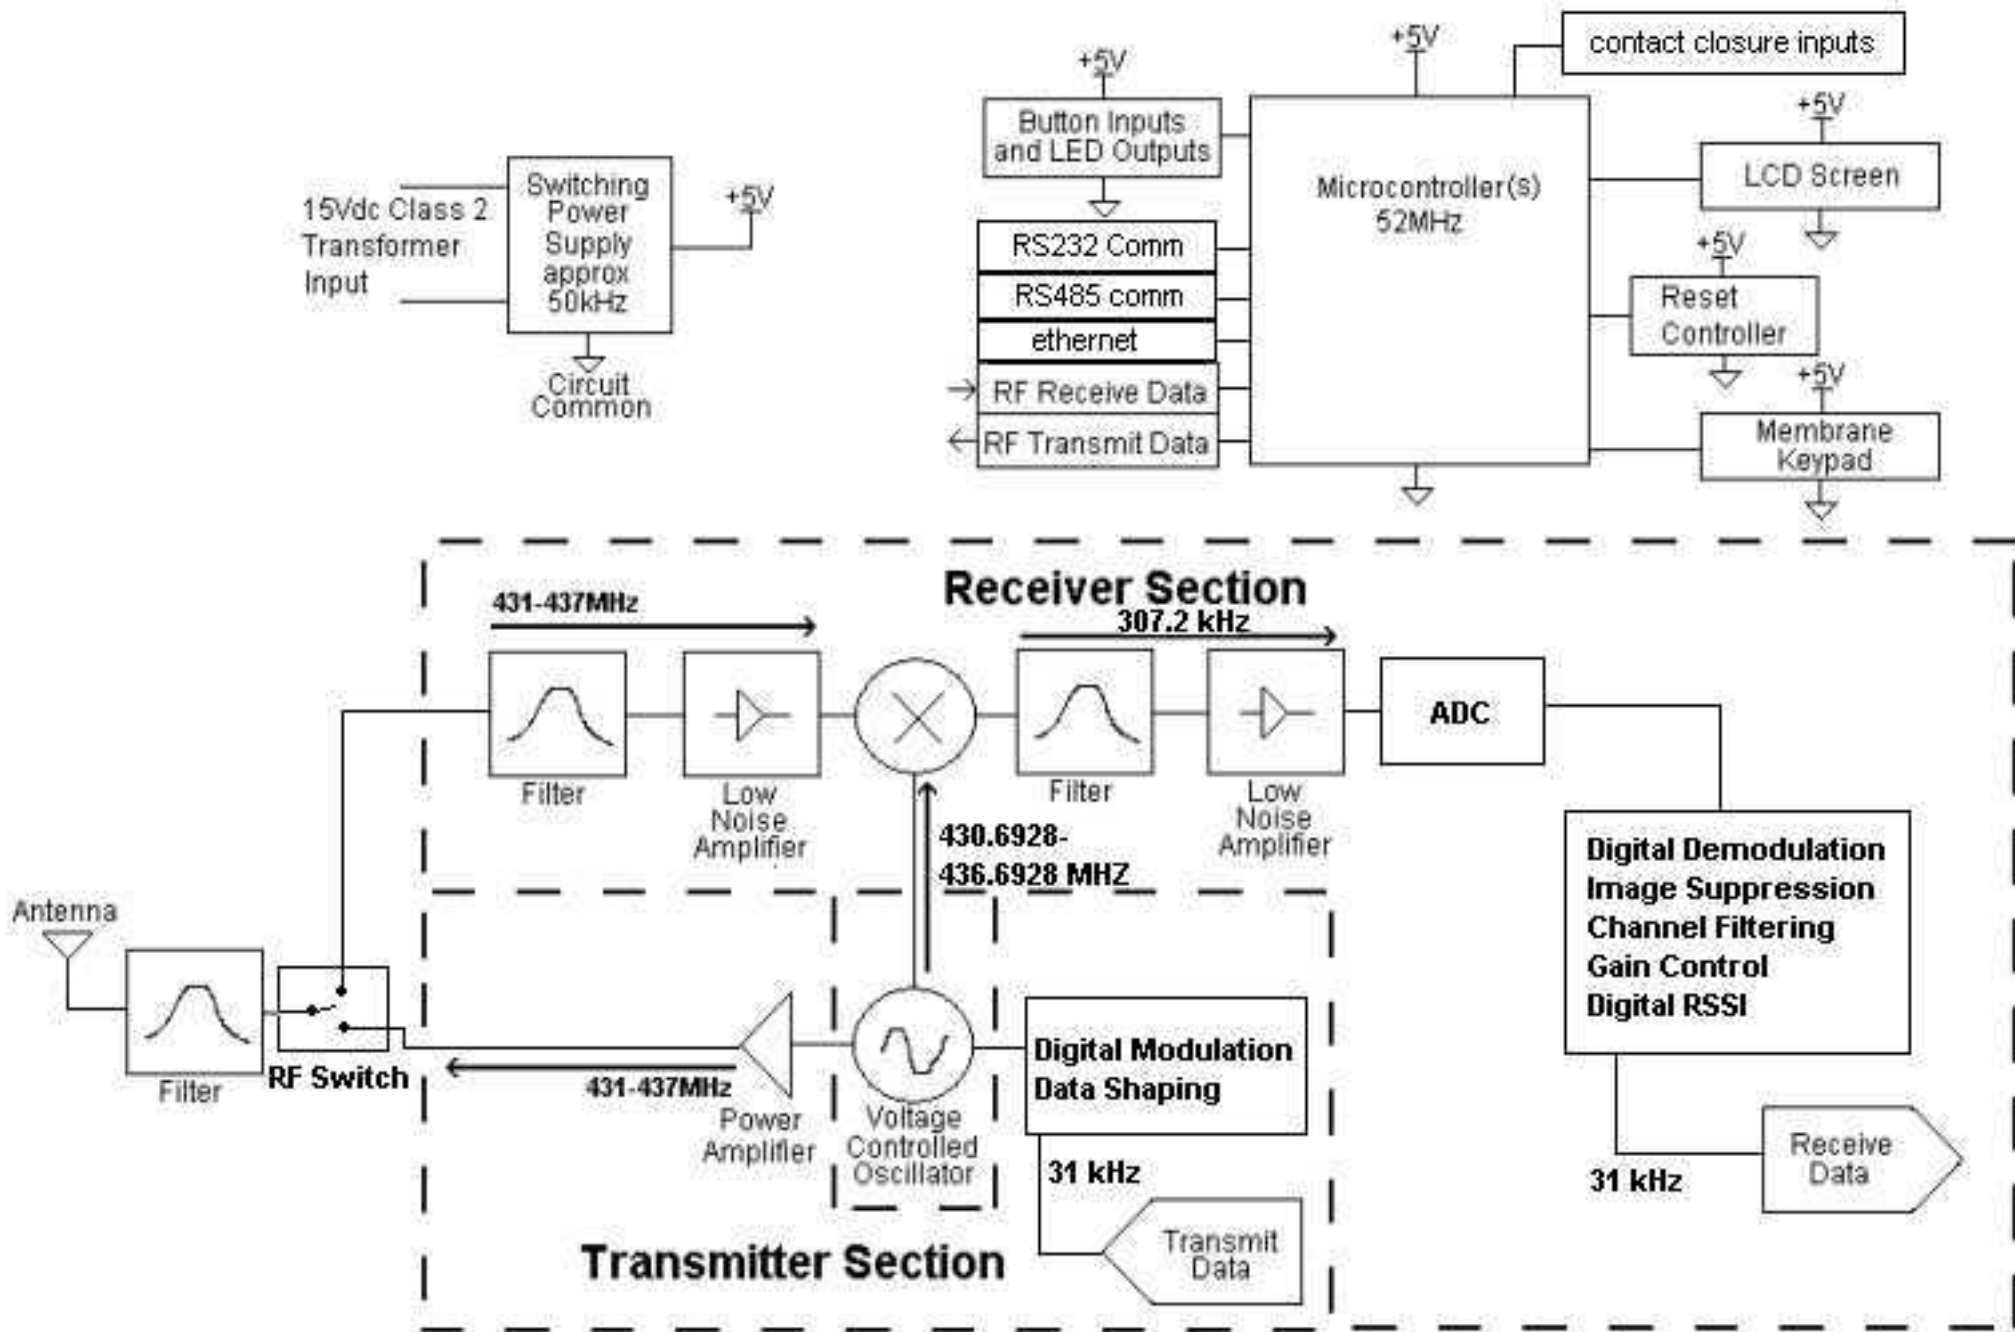 contact closure inputs
+5V
+5V
+5V
Button Inputs
and LED Outputs
Microcontroller(s)
52MHz
LCD Screen
15Vdc Class 2
Transformer
Input
Switching
Power
Supply
approx
50kHz
+5V
Circuit
Common
RS232 Comm
RS485 comm
ethernet
RF Receive Data
RF Transmit Data
+5V
Reset
Controller
+5V
Membrane
Keypad
Receiver Section
431-437MHz
307.2 kHz
Filter
Low
Noise
Amplifier
Filter
Low
Noise
Amplifier
ADC
430.6928-
436.6928 MHZ
Digital Demodulation
Image Suppression
Channel Filtering
Gain Control
Digital RSSI
Antenna
Filter
RF Switch
431-437MHz
Power
Amplifier
Voltage
Controlled
Oscillator
Digital Modulation
Data Shaping
31 kHz
Transmit
Data
31 kHz
Receive
Data
Transmitter Section